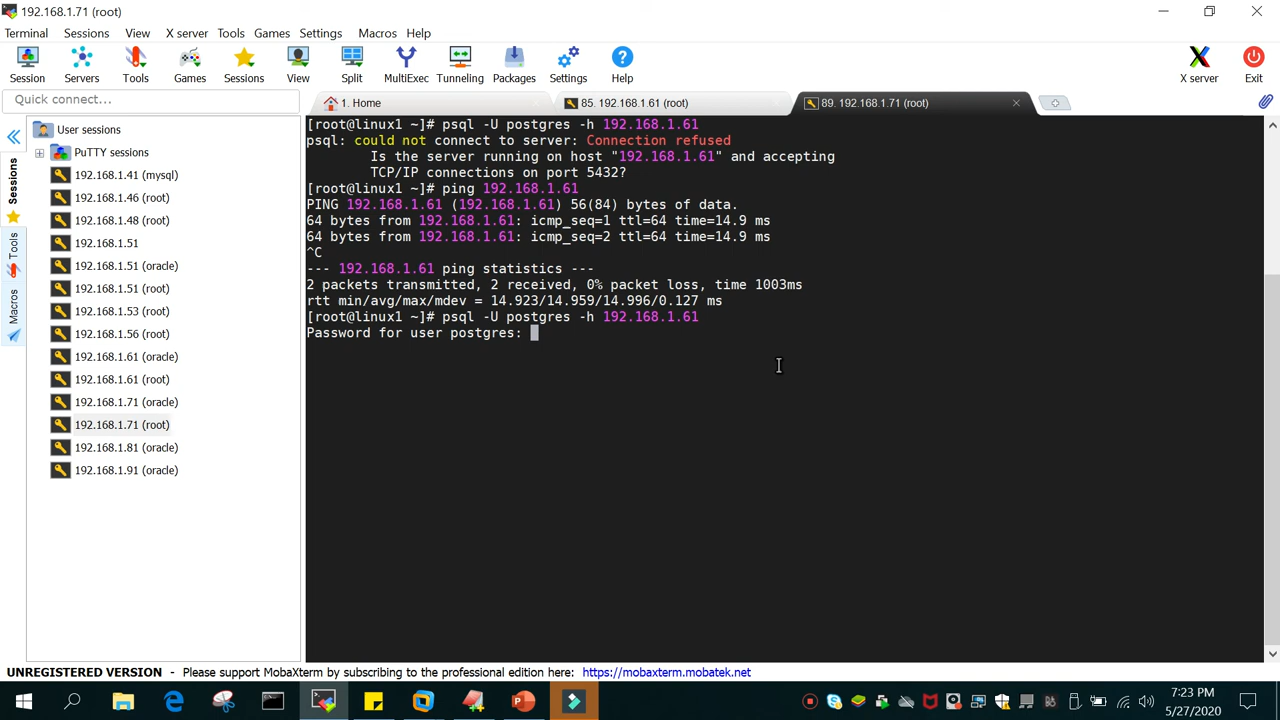 192.168.1.71 (root)
Terminal Sessions View X server Tools Games Settings Macros Help
Session Servers Tools Games Sessions View Split MultiExec Tunneling Packages Settings Help X server Exit
Quick connect...
1. Home
85. 192.168.1.61 (root)
89. 192.168.1.71 (root)
Sessions
Tools
Macros
User sessions
PuTTY sessions
192.168.1.41 (mysql)
192.168.1.46 (root)
192.168.1.48 (root)
192.168.1.51
192.168.1.51 (oracle)
192.168.1.51 (root)
192.168.1.53 (root)
192.168.1.56 (root)
192.168.1.61 (oracle)
192.168.1.61 (root)
192.168.1.71 (oracle)
192.168.1.71 (root)
192.168.1.81 (oracle)
192.168.1.91 (oracle)
[root@linux1 ~]# psql -U postgres -h 192.168.1.61
psql: could not connect to server: Connection refused
Is the server running on host "192.168.1.61" and accepting
TCP/IP connections on port 5432?
[root@linux1 ~]# ping 192.168.1.61
PING 192.168.1.61 (192.168.1.61) 56(84) bytes of data.
64 bytes from 192.168.1.61: icmp_seq=1 ttl=64 time=14.9 ms
64 bytes from 192.168.1.61: icmp_seq=2 ttl=64 time=14.9 ms
^C
--- 192.168.1.61 ping statistics ---
2 packets transmitted, 2 received, 0% packet loss, time 1003ms
rtt min/avg/max/mdev = 14.923/14.959/14.996/0.127 ms
[root@linux1 ~]# psql -U postgres -h 192.168.1.61
Password for user postgres:
UNREGISTERED VERSION - Please support MobaXterm by subscribing to the professional edition here: https://mobaxterm.mobatek.net
7:23 PM
5/27/2020